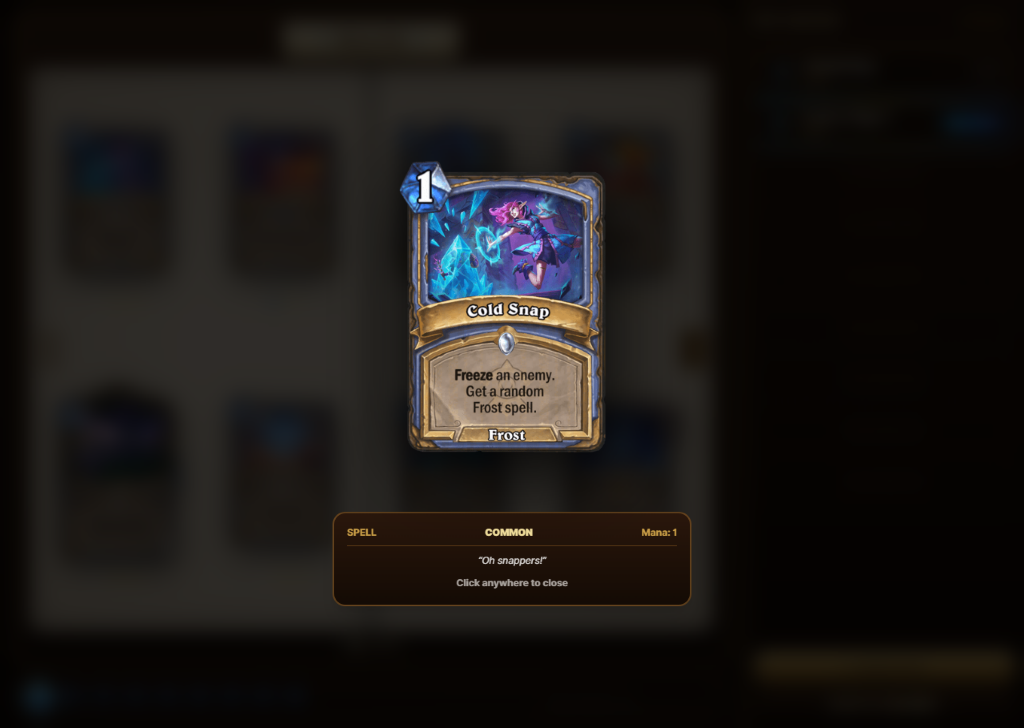 1
Cold Snap
Freeze an enemy.
Get a random
Frost spell.
Frost
SPELL COMMON Mana: 1
"Oh snappers!"
Click anywhere to close